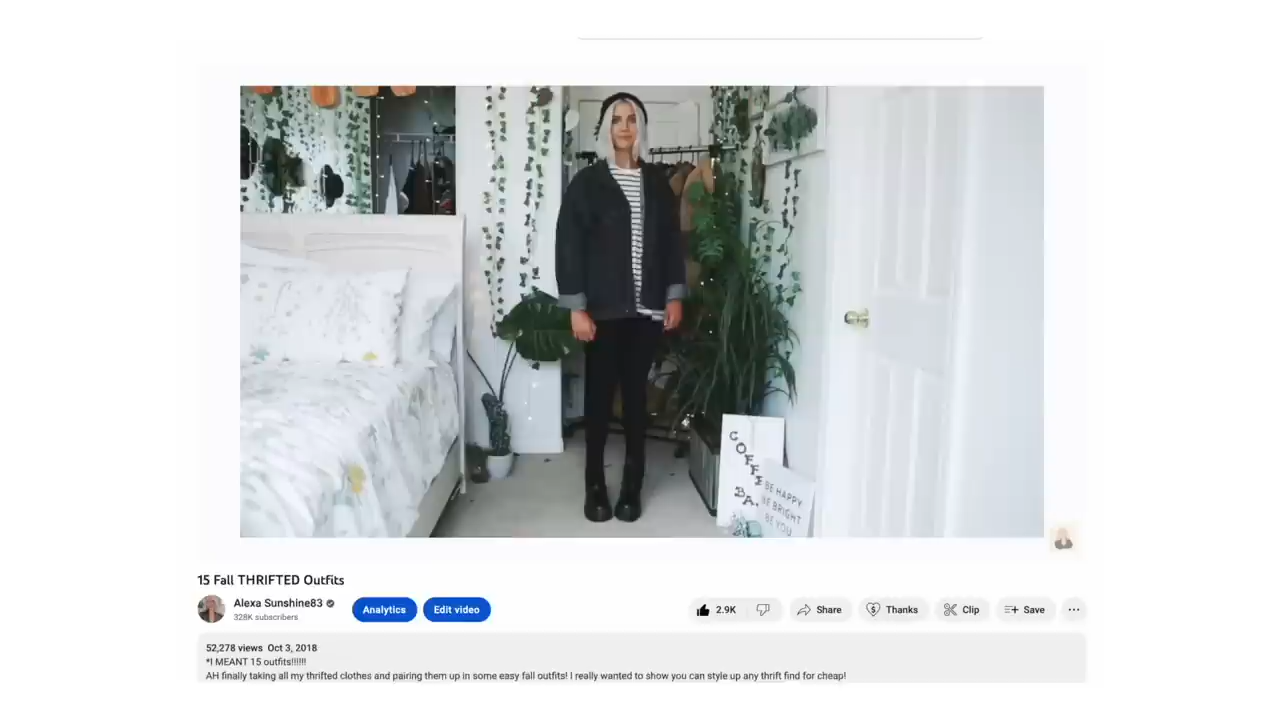 COFFE
BA
BE HAPPY
BE BRIGHT
BE YOU
15 Fall THRIFTED Outfits
Alexa Sunshine83
328K subscribers
Analytics
Edit video
2.9K
Share
Thanks
Clip
Save
52,278 views Oct 3, 2018
*I MEANT 15 outfits!!!!!!
AH finally taking all my thrifted clothes and pairing them up in some easy fall outfits! I really wanted to show you can style up any thrift find for cheap!